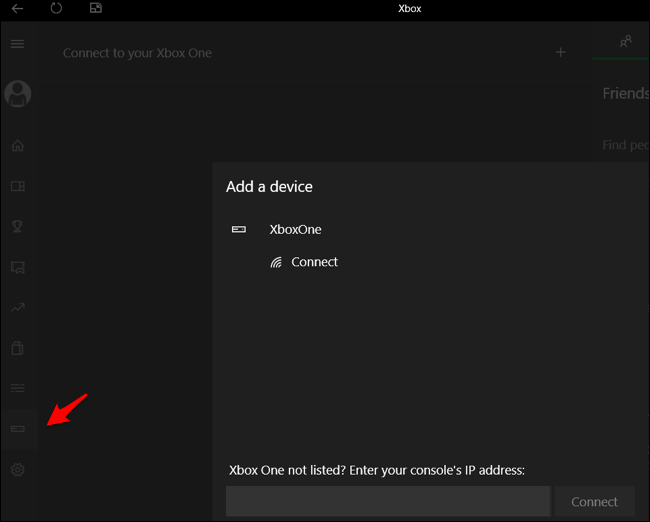 Xbox
Connect to your Xbox One
Friends
Find peo
Add a device
XboxOne
Connect
Xbox One not listed? Enter your console's IP address:
Connect